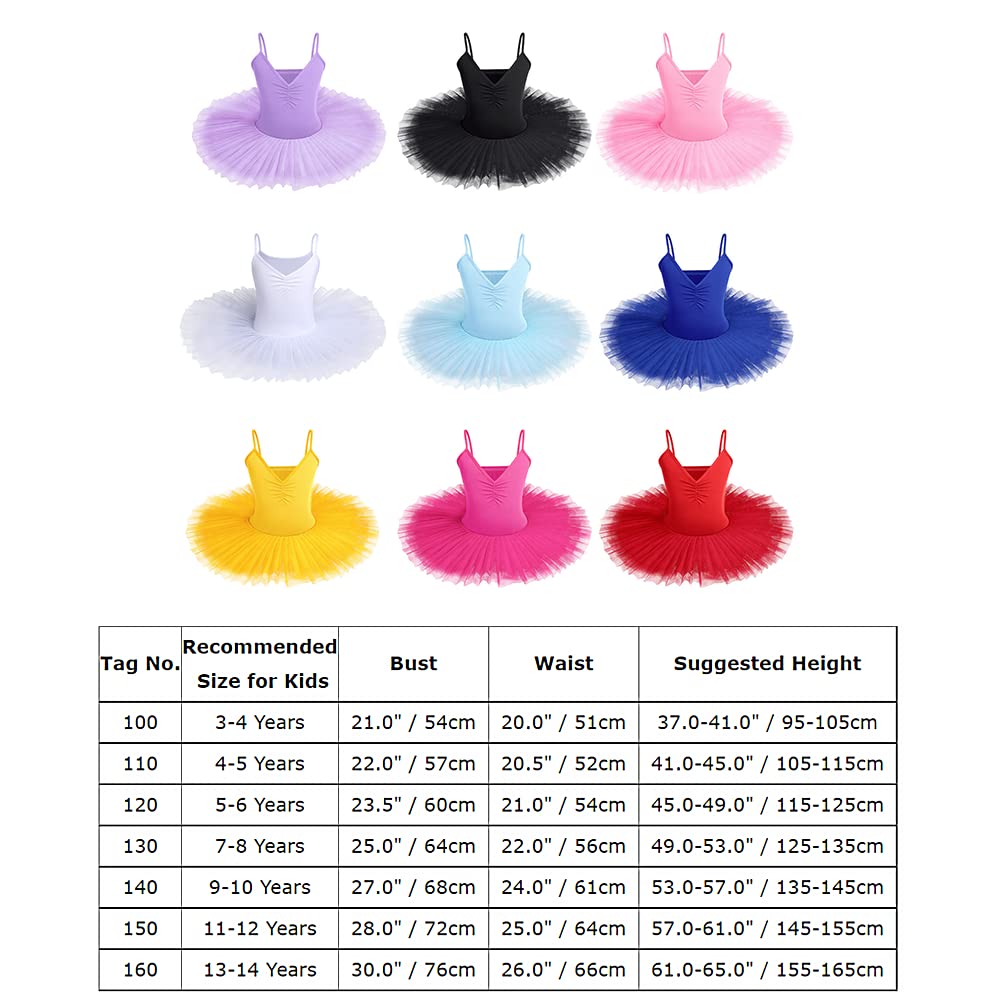 Tag No. Recommended Size for Kids Bust Waist Suggested Height
100 3-4 Years 21.0" / 54cm 20.0" / 51cm 37.0-41.0" / 95-105cm
110 4-5 Years 22.0" / 57cm 20.5" / 52cm 41.0-45.0" / 105-115cm
120 5-6 Years 23.5" / 60cm 21.0" / 54cm 45.0-49.0" / 115-125cm
130 7-8 Years 25.0" / 64cm 22.0" / 56cm 49.0-53.0" / 125-135cm
140 9-10 Years 27.0" / 68cm 24.0" / 61cm 53.0-57.0" / 135-145cm
150 11-12 Years 28.0" / 72cm 25.0" / 64cm 57.0-61.0" / 145-155cm
160 13-14 Years 30.0" / 76cm 26.0" / 66cm 61.0-65.0" / 155-165cm